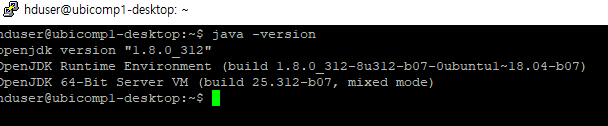 hduser@ubicomp1-desktop: ~
hduser@ubicomp1-desktop:~$ java -version
openjdk version "1.8.0_312"
OpenJDK Runtime Environment (build 1.8.0_312-8u312-b07-0ubuntu1~18.04-b07)
OpenJDK 64-Bit Server VM (build 25.312-b07, mixed mode)
hduser@ubicomp1-desktop:~$